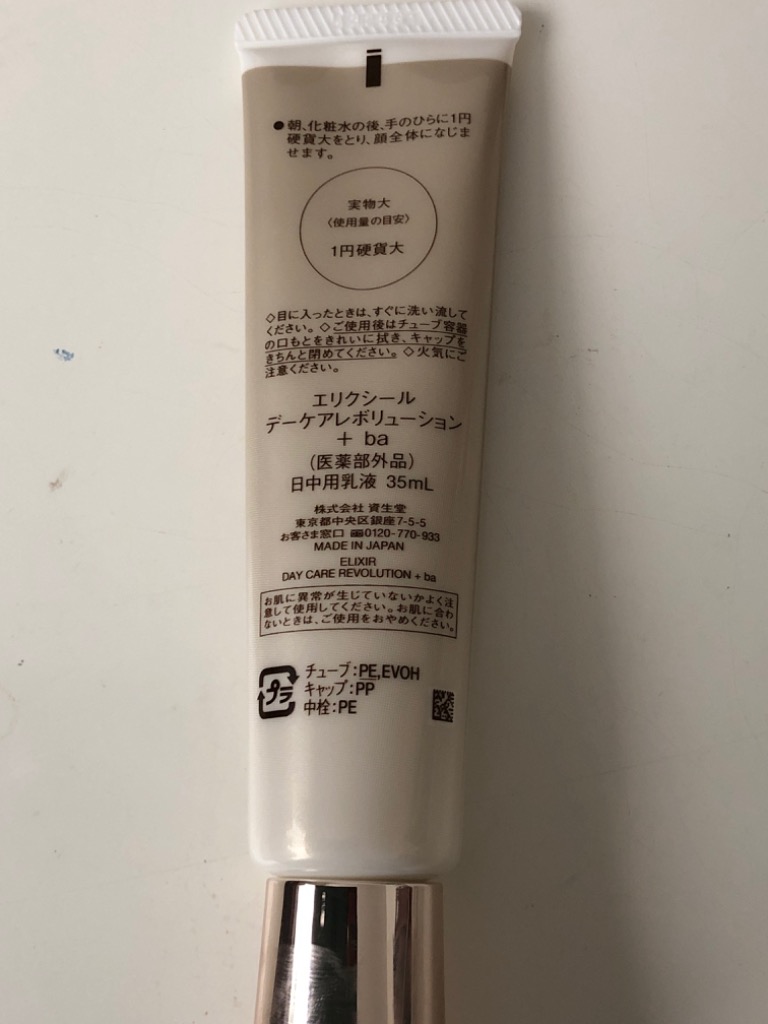 ●朝、化粧水の後、手のひらに1円
硬貨大をとり、顔全体になじま
せます。
実物大
〈使用量の目安〉
1円硬貨大
◇目に入ったときは、すぐに洗い流して
ください。◇ご使用後はチューブ容器
の口もとをきれいに拭き、キャップを
きちんと閉めてください。◇火気にご
注意ください。
エリクシール
デーケアレボリューション
+ ba
(医薬部外品)
日中用乳液 35mL
株式会社 資生堂
東京都中央区銀座7-5-5
お客さま窓口 0120-770-933
MADE IN JAPAN
ELIXIR
DAY CARE REVOLUTION + ba
お肌に異常が生じていないかよく注
意して使用してください。お肌に合わ
ないときは、ご使用をおやめください。
プラ
チューブ:PE,EVOH
キャップ:PP
中栓:PE